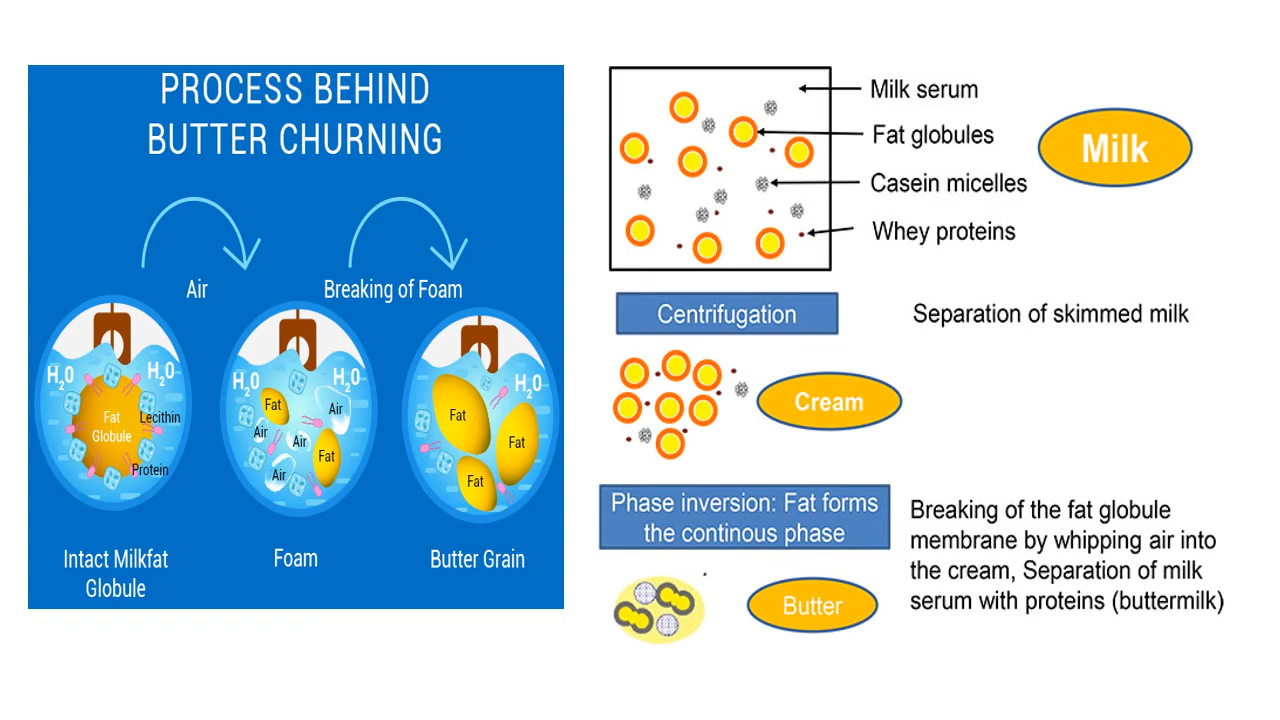 PROCESS BEHIND
BUTTER CHURNING
Air
Breaking of Foam
H₂O
H₂O
Fat
Globule
Lecithin
Protein
Intact Milkfat
Globule
H₂O
H₂O
Fat
Air
Air
Air
Fat
Air
Foam
H₂O
Fat
Fat
Fat
Butter Grain
Milk serum
Fat globules
Casein micelles
Whey proteins
Milk
Centrifugation
Separation of skimmed milk
Cream
Phase inversion: Fat forms
the continous phase
Breaking of the fat globule
membrane by whipping air into
the cream, Separation of milk
serum with proteins (buttermilk)
Butter